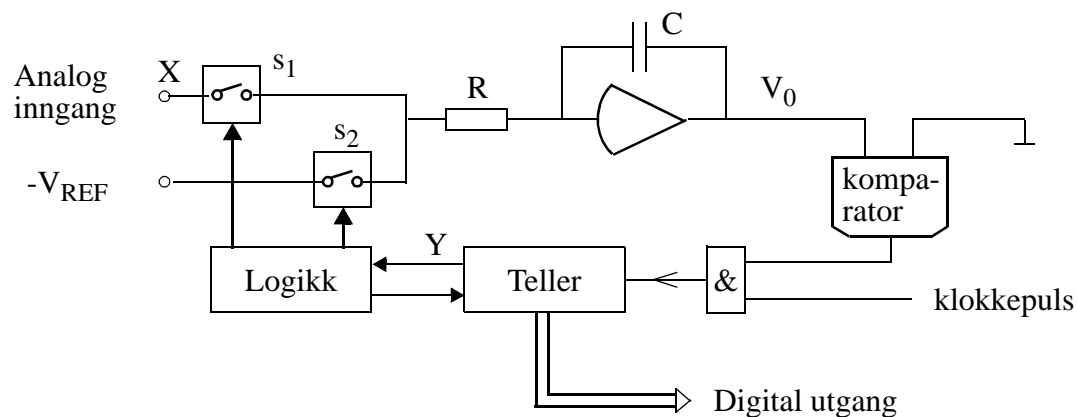 C
Analog
inngang
X
s1
R
V0
s2
-VREF
kompa-
rator
Y
Logikk
Teller
&
klokkepuls
Digital utgang